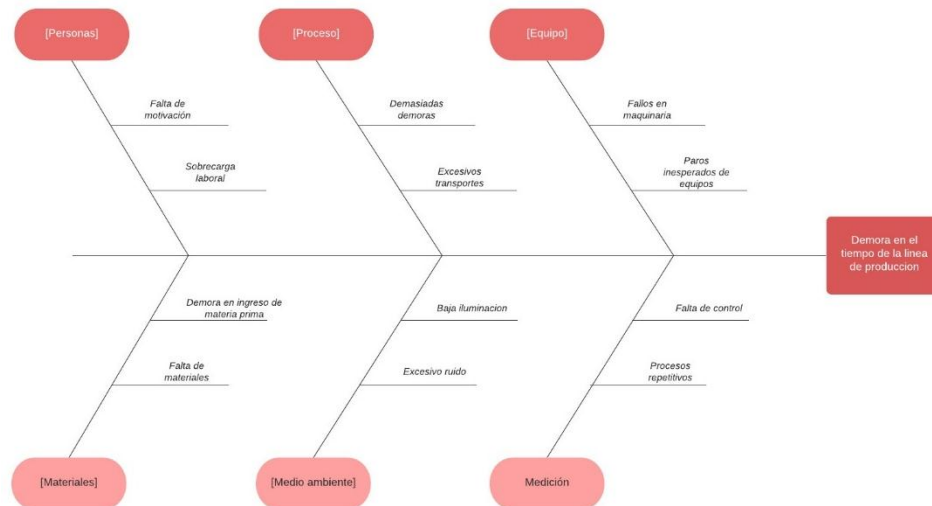 [Personas]
[Proceso]
[Equipo]
Falta de
motivación
Demasiadas
demoras
Fallos en
maquinaria
Sobrecarga
laboral
Excesivos
transportes
Paros
inesperados de
equipos
Demora en el
tiempo de la linea
de produccion
Demora en ingreso de
materia prima
Baja iluminacion
Falta de control
Falta de
materiales
Excesivo ruido
Procesos
repetitivos
[Materiales]
[Medio ambiente]
Medición